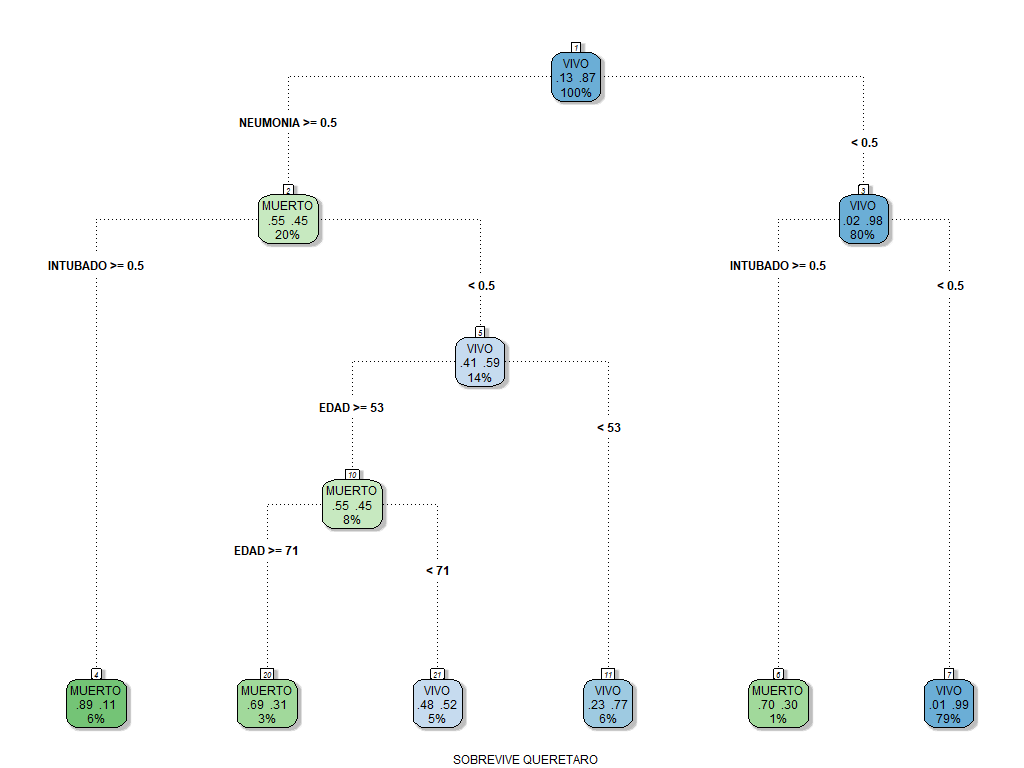 1
VIVO
.13 .87
100%
NEUMONIA >= 0.5
< 0.5
2
MUERTO
.55 .45
20%
3
VIVO
.02 .98
80%
INTUBADO >= 0.5
< 0.5
INTUBADO >= 0.5
< 0.5
5
VIVO
.41 .59
14%
EDAD >= 53
< 53
10
MUERTO
.55 .45
8%
EDAD >= 71
< 71
4
MUERTO
.89 .11
6%
20
MUERTO
.69 .31
3%
21
VIVO
.48 .52
5%
11
VIVO
.23 .77
6%
6
MUERTO
.70 .30
1%
7
VIVO
.01 .99
79%
SOBREVIVE QUERETARO